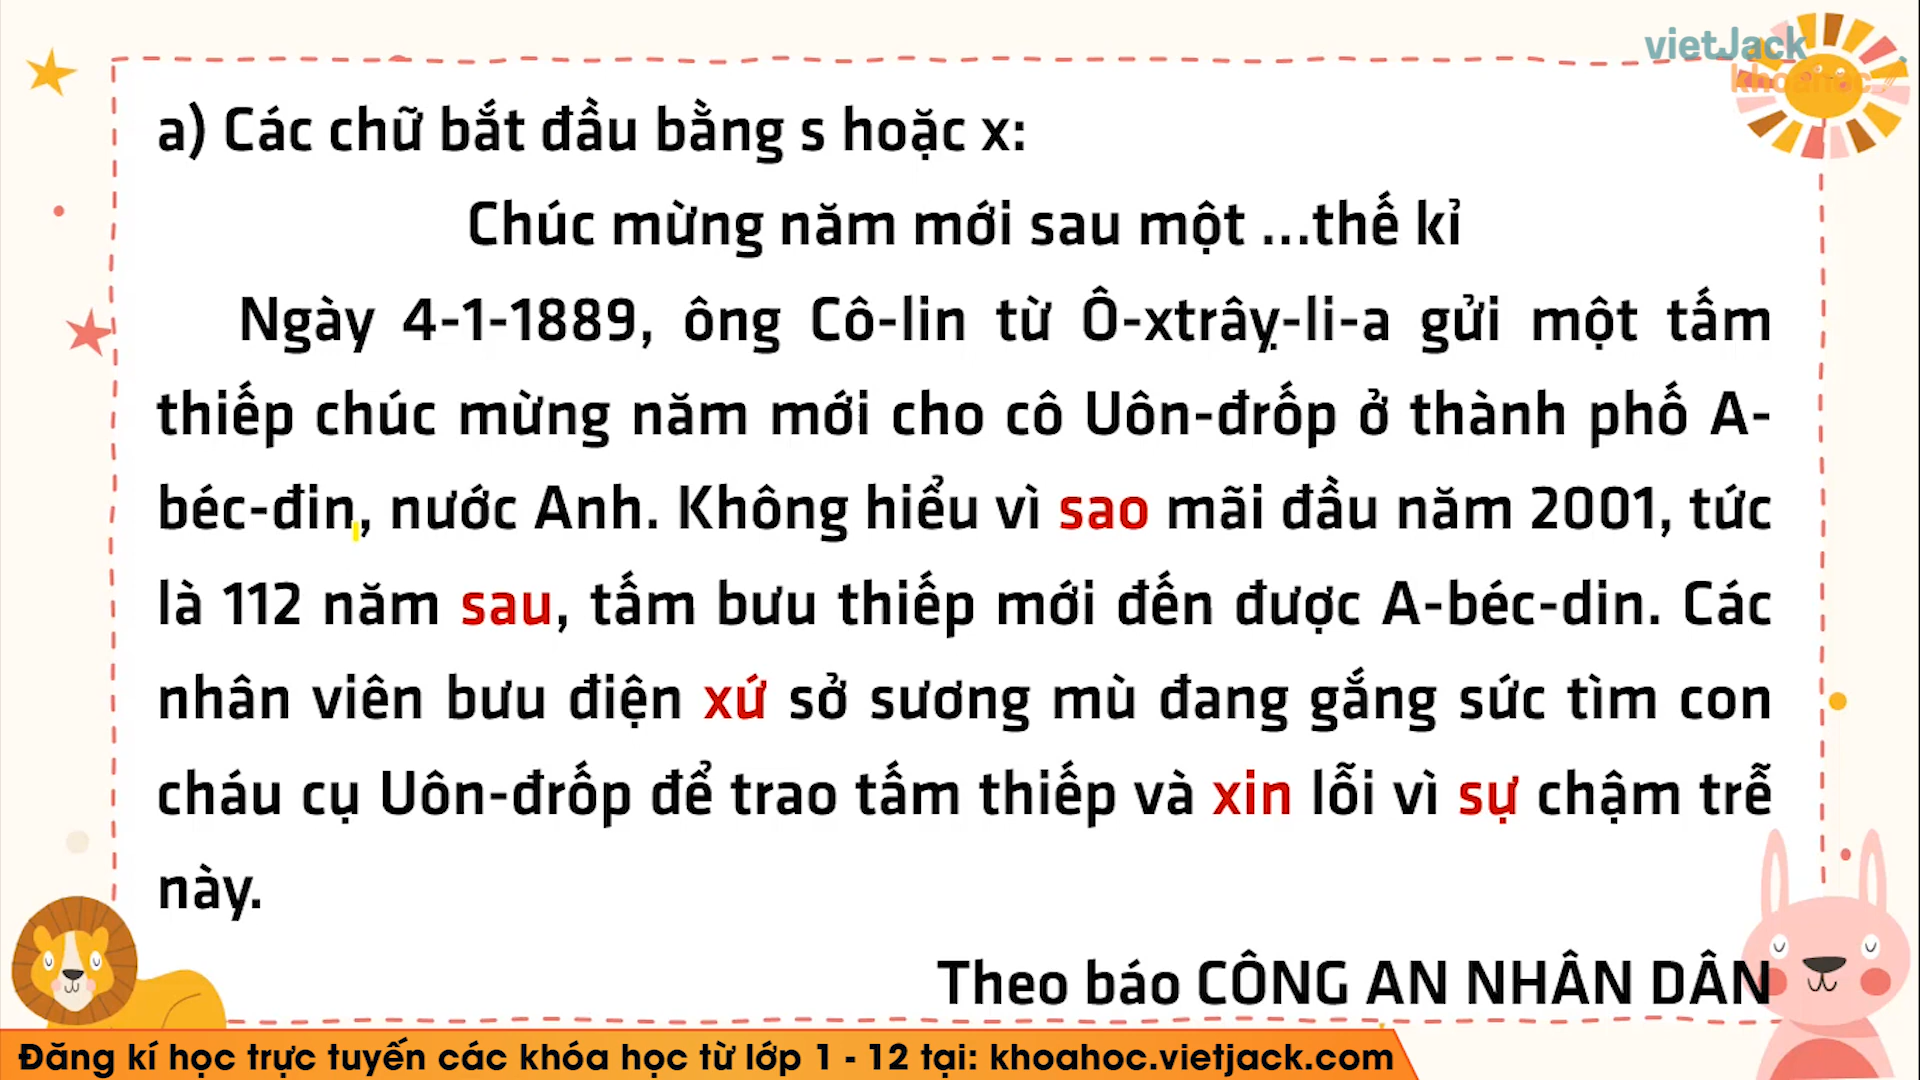 vietJack
khoahoc
a) Các chữ bắt đầu bằng s hoặc x:
Chúc mừng năm mới sau một ...thế kỉ
Ngày 4-1-1889, ông Cô-lin từ Ô-xtrây-li-a gửi một tấm
thiếp chúc mừng năm mới cho cô Uôn-đrốp ở thành phố A-
béc-đin, nước Anh. Không hiểu vì sao mãi đầu năm 2001, tức
là 112 năm sau, tấm bưu thiếp mới đến được A-béc-din. Các
nhân viên bưu điện xứ sở sương mù đang gắng sức tìm con
cháu cụ Uôn-đrốp để trao tấm thiếp và xin lỗi vì sự chậm trễ
này.
Theo báo CÔNG AN NHÂN DÂN
Đăng kí học trực tuyến các khóa học từ lớp 1 - 12 tại: khoahoc.vietjack.com